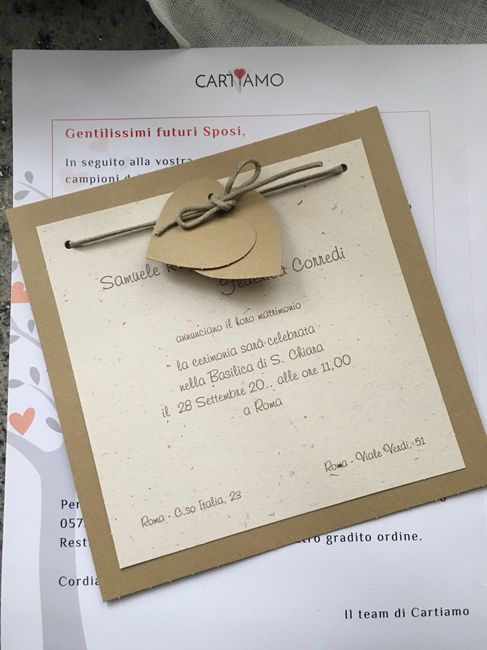 CARTIAMO
Gentilissimi futuri Sposi,
In seguito alla vostra
campioni
Samuele
Corredi
annunciano il loro matrimonio
la cerimonia sarà celebrata
nella Basilica di S. Chiara
il 28 Settembre 20.. alle ore 11,00
a Roma
Roma - Viale Verdi, 51
Roma - C.so Italia, 23
Per
057
Rest
gradito ordine.
Cordia
Il team di Cartiamo